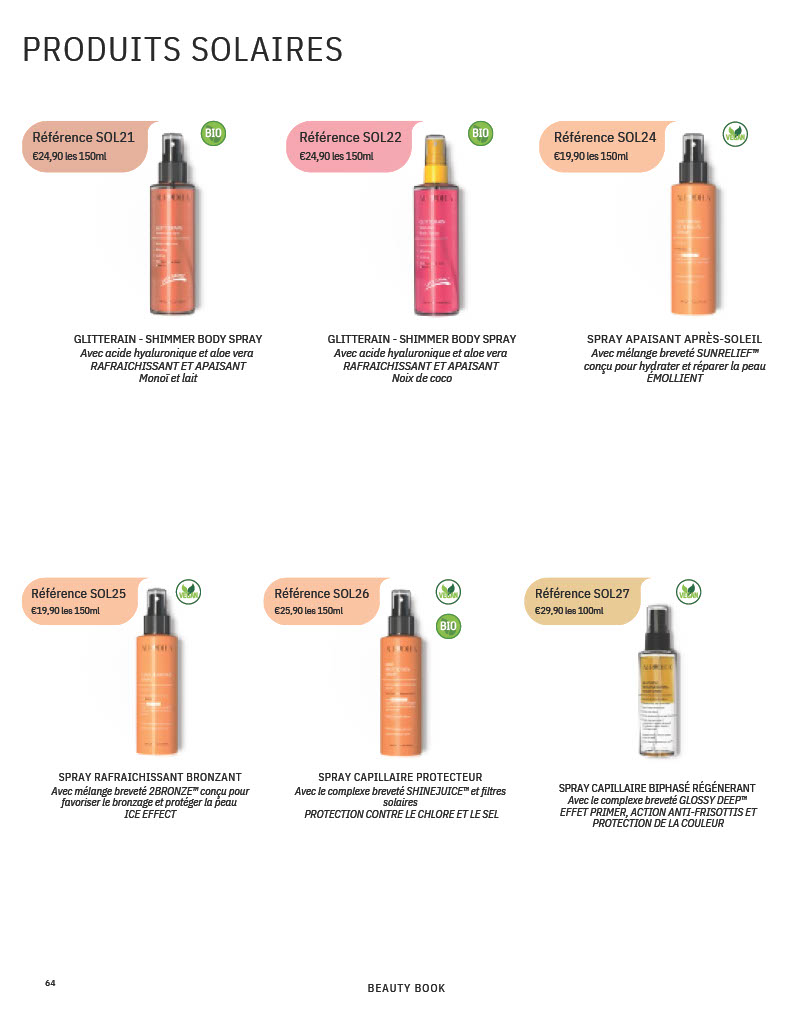 PRODUITS SOLAIRES
Référence SOL21
€24,90 les 150ml
BIO
GLITTERAIN - SHIMMER BODY SPRAY
Avec acide hyaluronique et aloe vera
RAFRAICHISSANT ET APAISANT
Monoï et lait
Référence SOL22
€24,90 les 150ml
BIO
GLITTERAIN - SHIMMER BODY SPRAY
Avec acide hyaluronique et aloe vera
RAFRAICHISSANT ET APAISANT
Noix de coco
Référence SOL24
€19,90 les 150ml
VEGAN
SPRAY APAISANT APRÈS-SOLEIL
Avec mélange breveté SUNRELIEF™
conçu pour hydrater et réparer la peau
ÉMOLLIENT
Référence SOL25
€19,90 les 150ml
VEGAN
SPRAY RAFRAICHISSANT BRONZANT
Avec mélange breveté 2BRONZE™ conçu pour
favoriser le bronzage et protéger la peau
ICE EFFECT
Référence SOL26
€25,90 les 150ml
VEGAN
BIO
SPRAY CAPILLAIRE PROTECTEUR
Avec le complexe breveté SHINEJUICE™ et filtres
solaires
PROTECTION CONTRE LE CHLORE ET LE SEL
Référence SOL27
€29,90 les 100ml
VEGAN
SPRAY CAPILLAIRE BIPHASÉ RÉGÉNERANT
Avec le complexe breveté GLOSSY DEEP™
EFFET PRIMER, ACTION ANTI-FRISOTTIS ET
PROTECTION DE LA COULEUR
64
BEAUTY BOOK